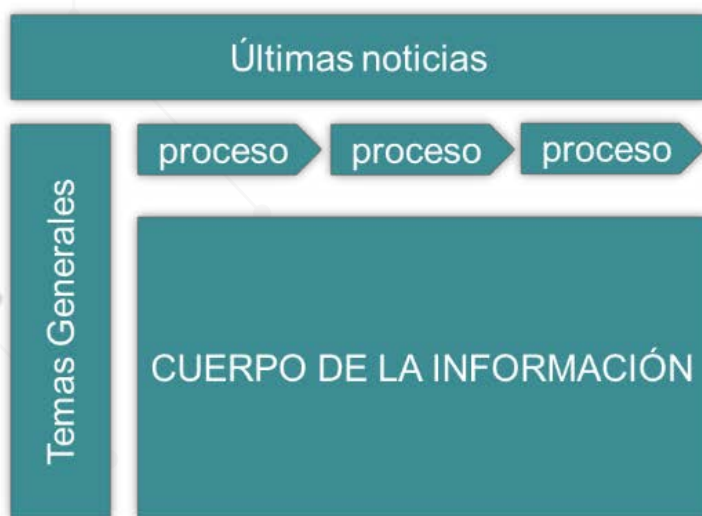 Últimas noticias
proceso
proceso
proceso
Temas Generales
CUERPO DE LA INFORMACIÓN